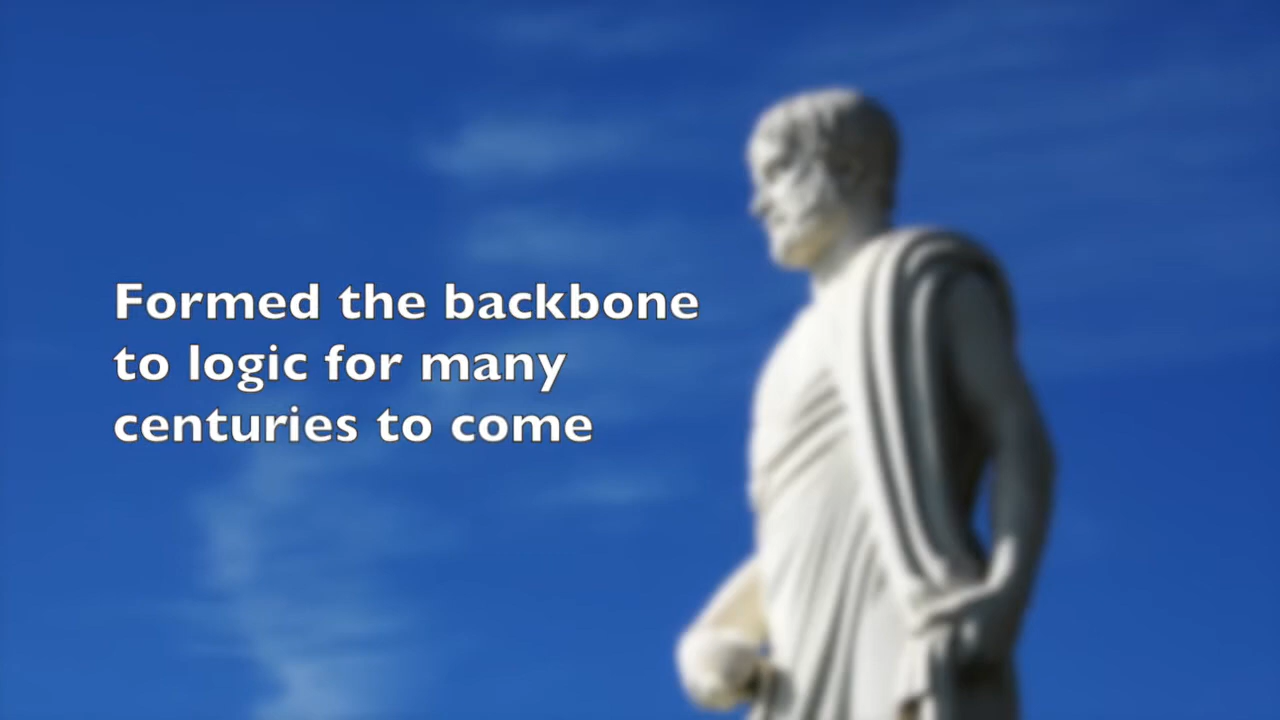 Formed the backbone
to logic for many
centuries to come